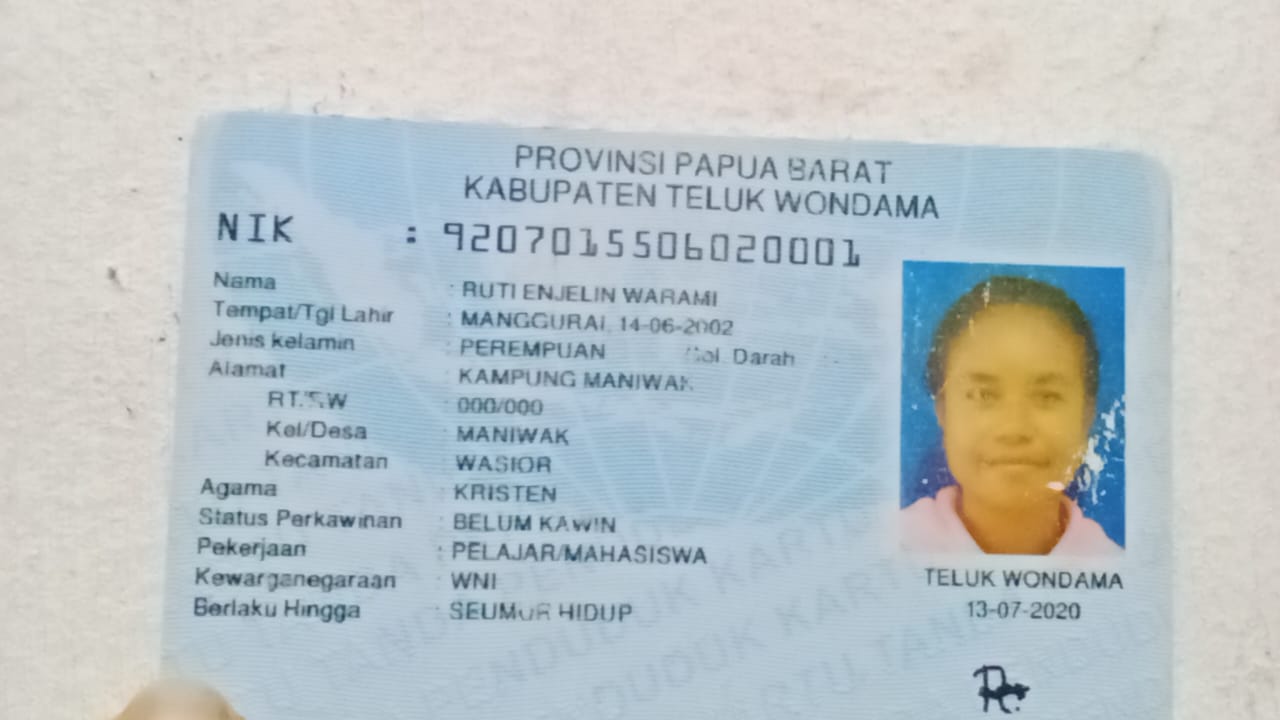 PROVINSI PAPUA BARAT
KABUPATEN TELUK WONDAMA
NIK : 9207015506020001
Nama : RUTI ENJELIN WARAMI
Tempat/Tgl Lahir : MANGGURAI, 14-06-2002
Jenis kelamin : PEREMPUAN Gol. Darah : -
Alamat : KAMPUNG MANIWAK
RT/RW : 000/000
Kel/Desa : MANIWAK
Kecamatan : WASIOR
Agama : KRISTEN
Status Perkawinan : BELUM KAWIN
Pekerjaan : PELAJAR/MAHASISWA
Kewarganegaraan : WNI
Berlaku Hingga : SEUMUR HIDUP
TELUK WONDAMA
13-07-2020